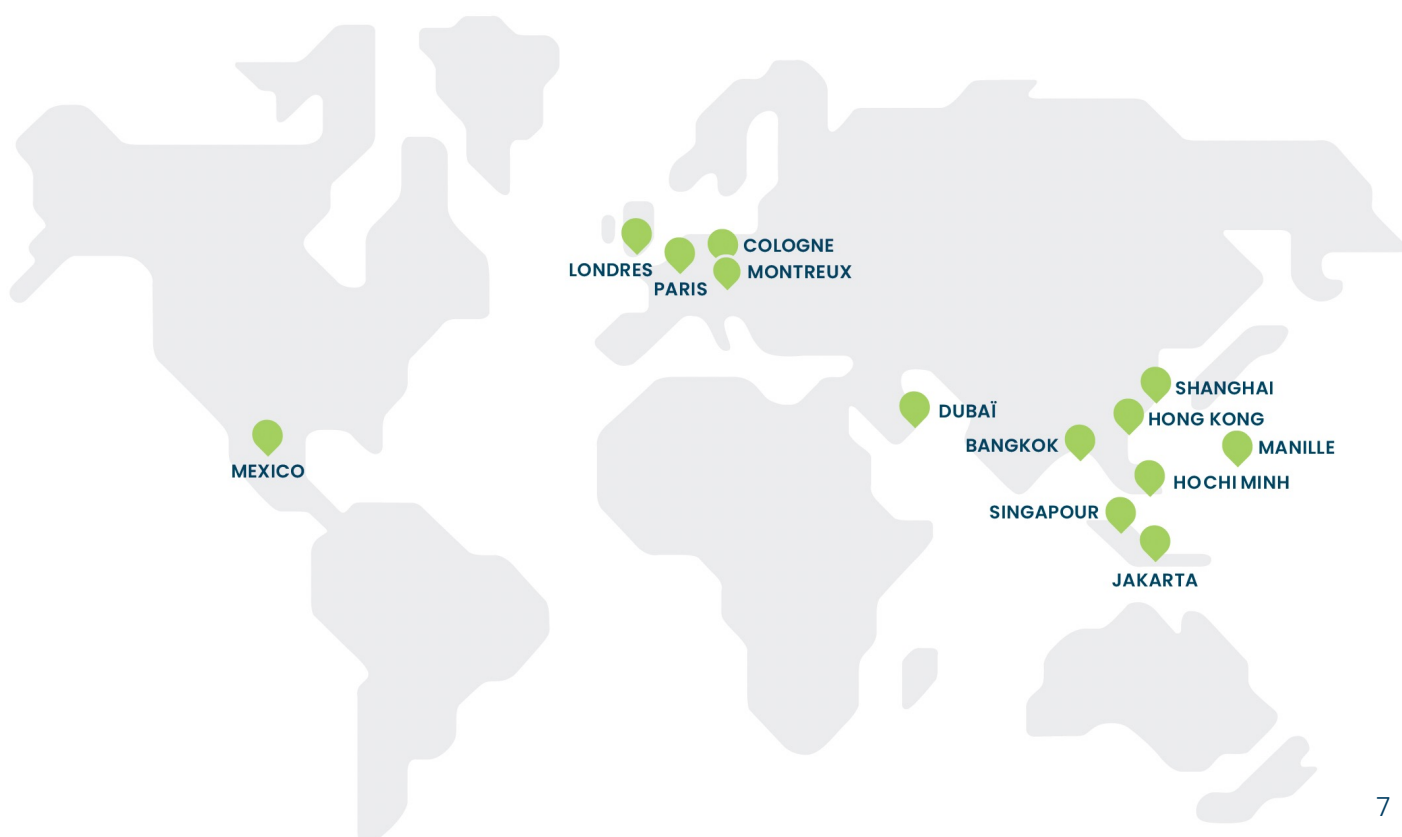 COLOGNE
LONDRES
MONTREUX
PARIS
SHANGHAI
DUBAÏ
HONG KONG
BANGKOK
MANILLE
MEXICO
HO CHI MINH
SINGAPOUR
JAKARTA
7